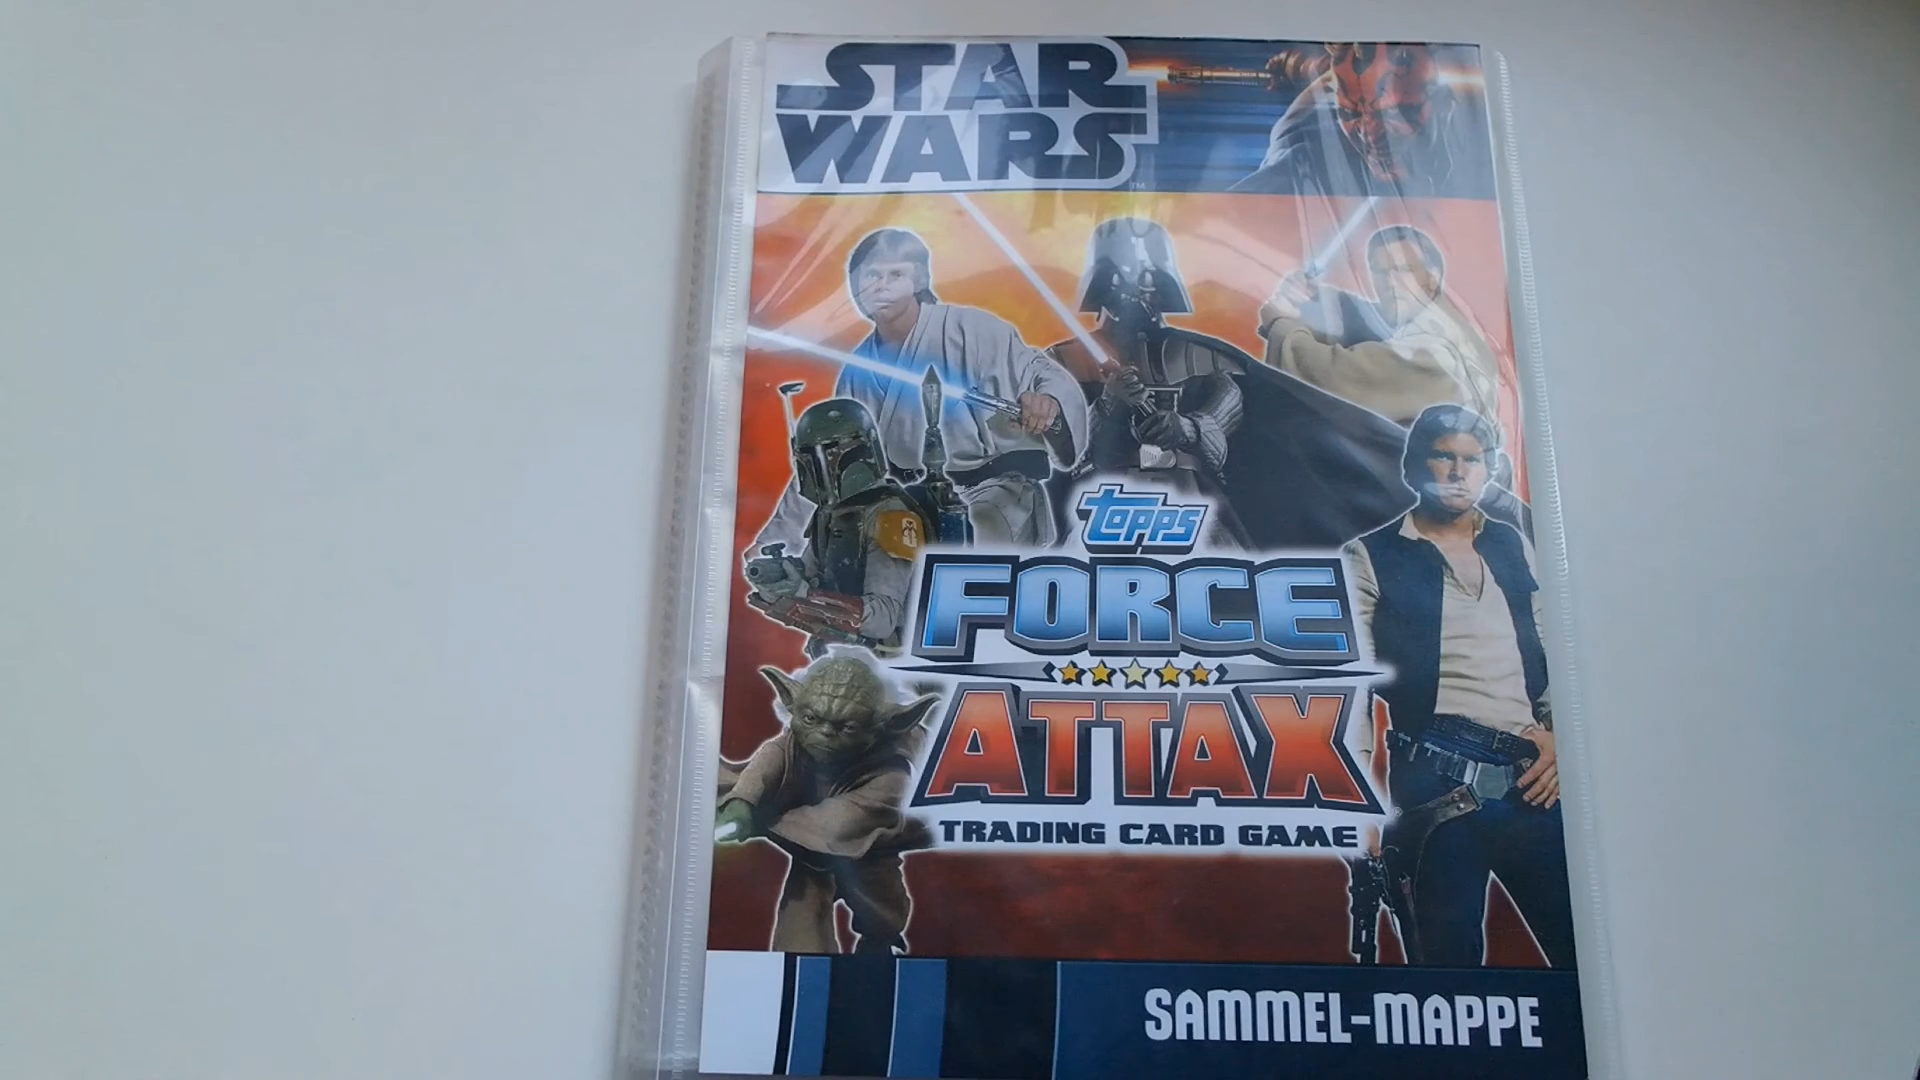 STAR
WARS
TM
topps
FORCE
ATTAX
TRADING CARD GAME
SAMMEL-MAPPE